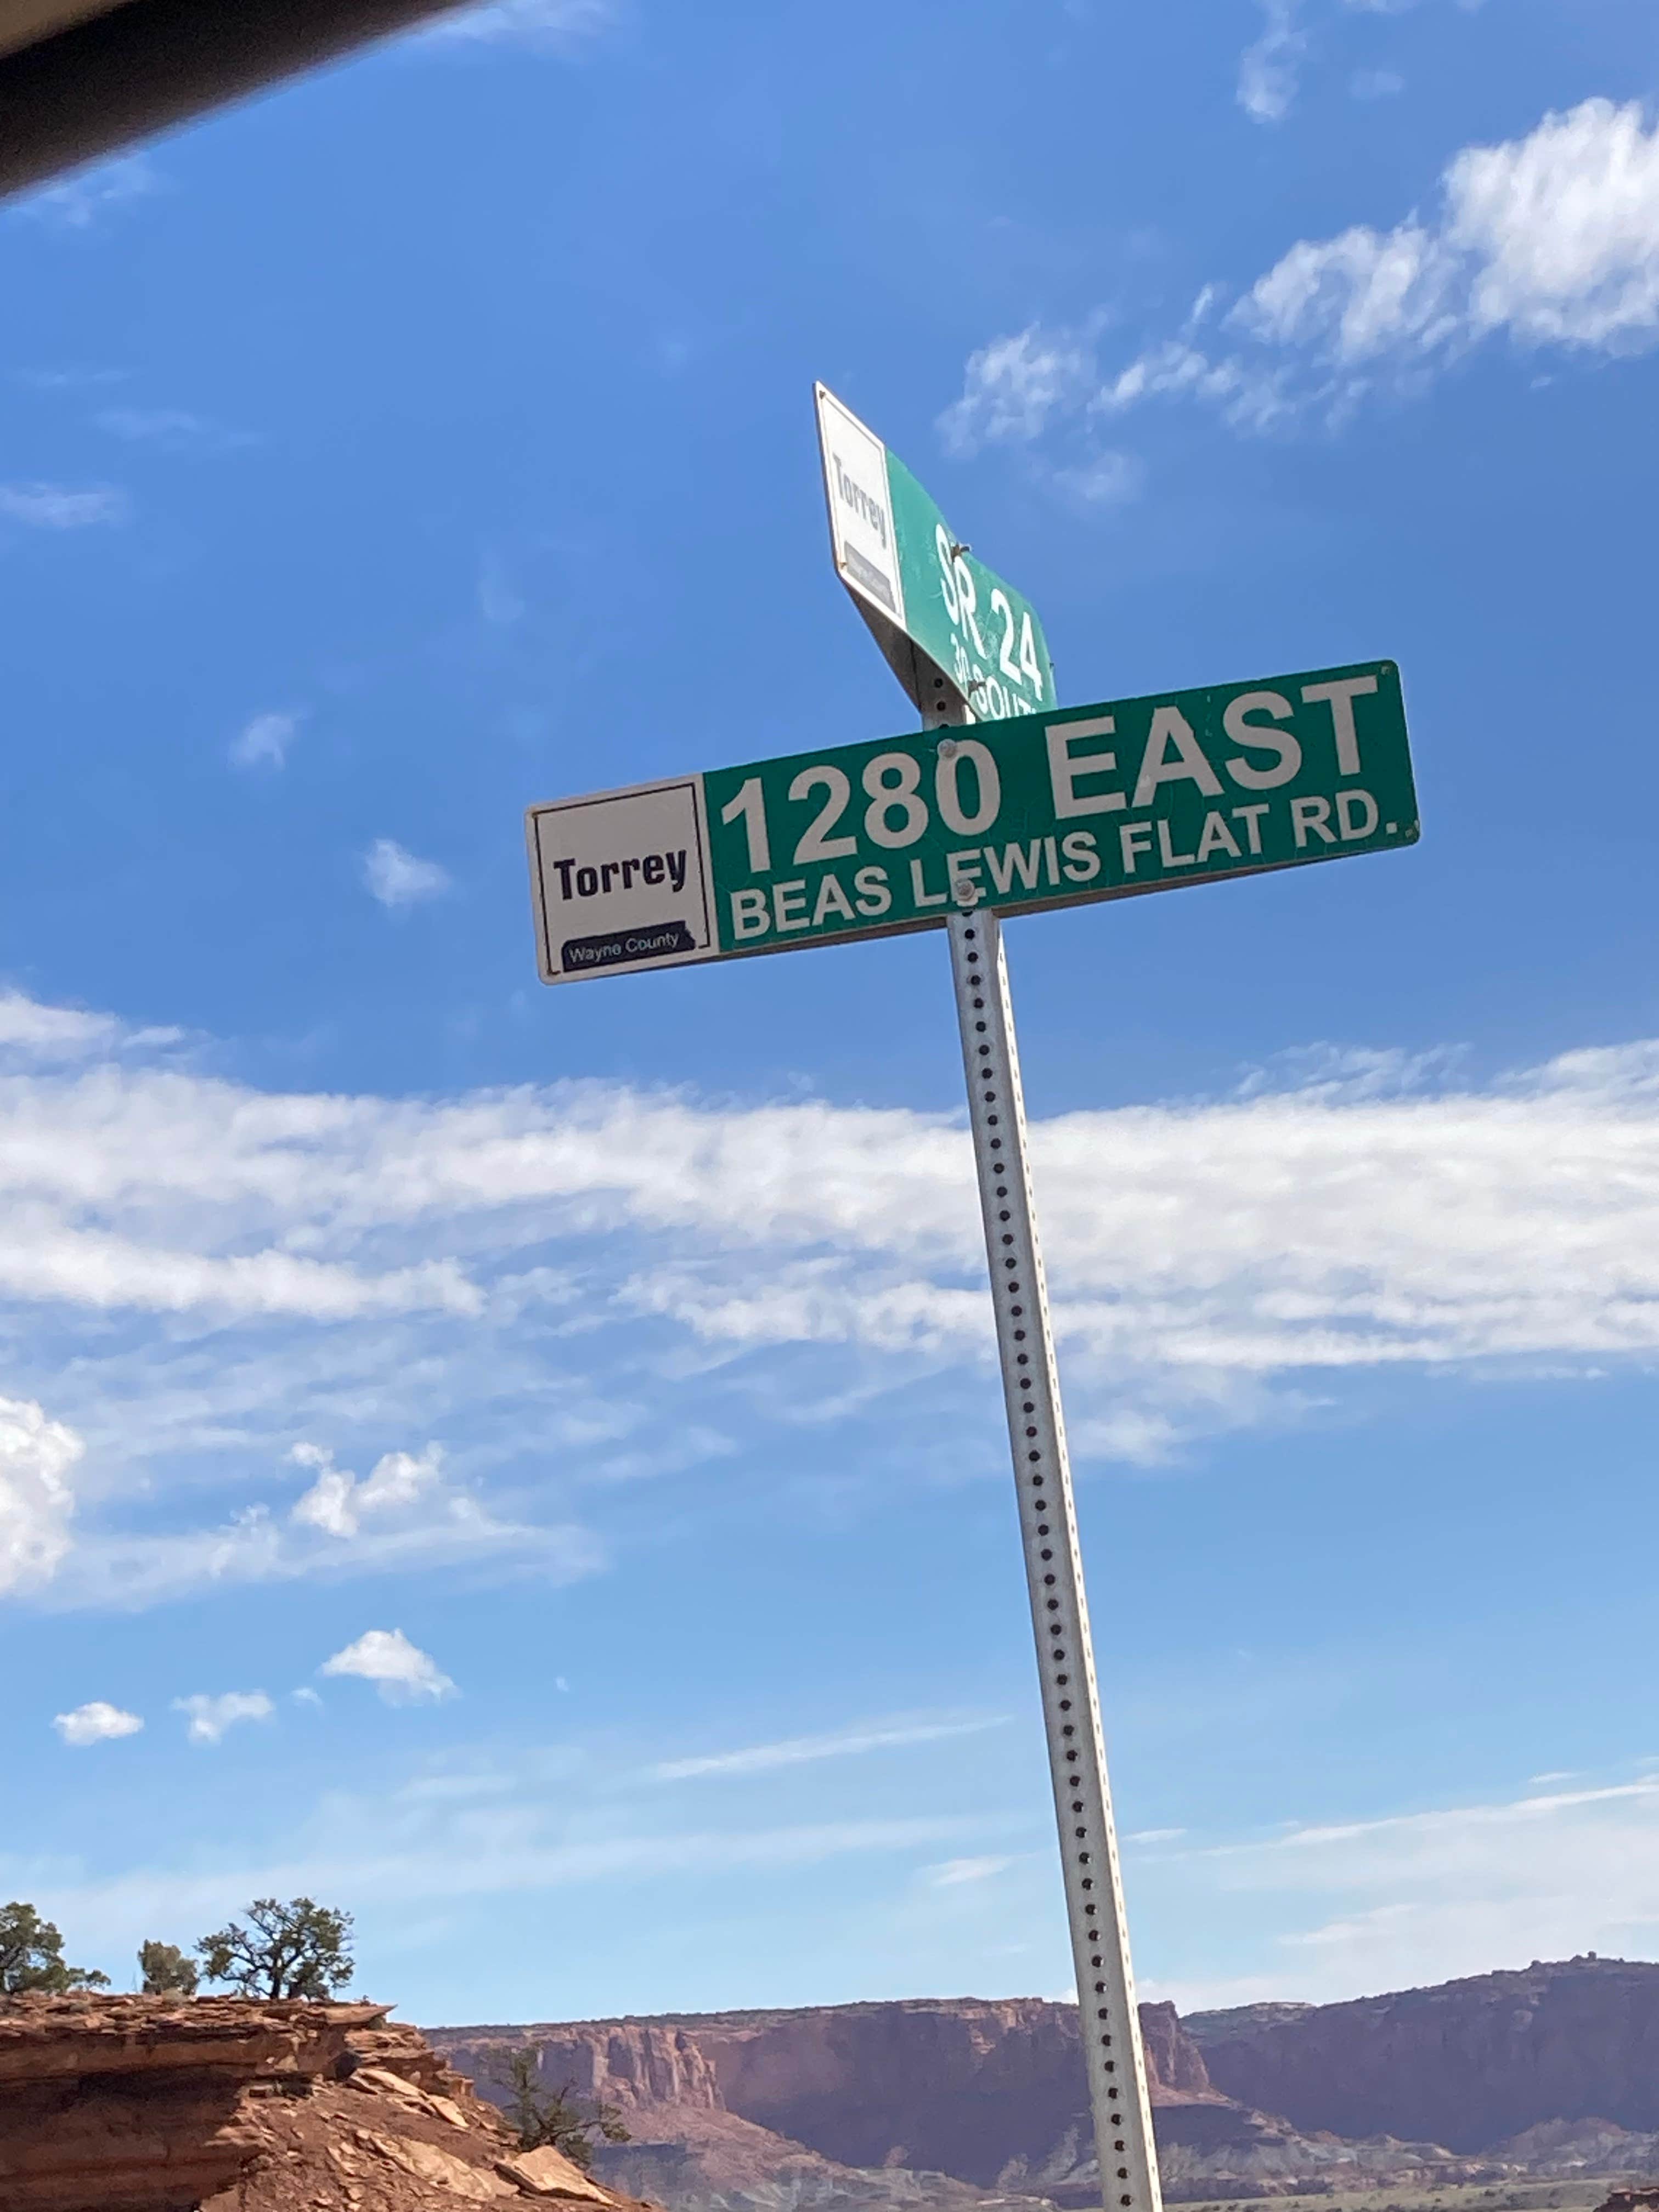 Torrey
SR 24
1280 EAST
BEAS LEWIS FLAT RD.
Torrey
Wayne County